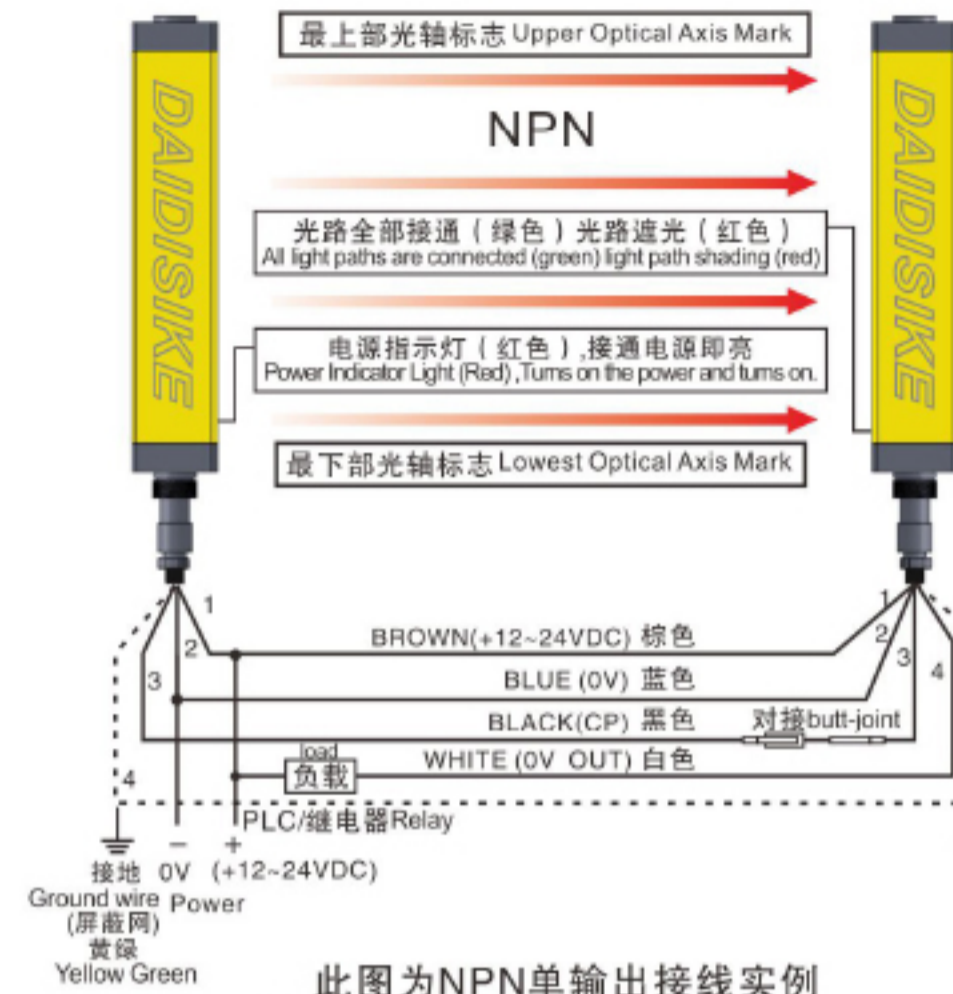 最上部光轴标志 Upper Optical Axis Mark
DAIDISIKE
DAIDISIKE
NPN
光路全部接通（绿色）光路遮光（红色）
All light paths are connected (green) light path shading (red)
电源指示灯（红色）,接通电源即亮
Power Indicator Light (Red) ,Turns on the power and turns on.
最下部光轴标志 Lowest Optical Axis Mark
1
1
2
2
3
3
4
BROWN(+12~24VDC) 棕色
BLUE (0V) 蓝色
BLACK(CP) 黑色
对接butt-joint
load
负载
WHITE (0V OUT) 白色
4
PLC/继电器Relay
− +
接地 0V (+12~24VDC)
Ground wire Power
(屏蔽网)
黄绿
Yellow Green
此图为NPN单输出接线实例